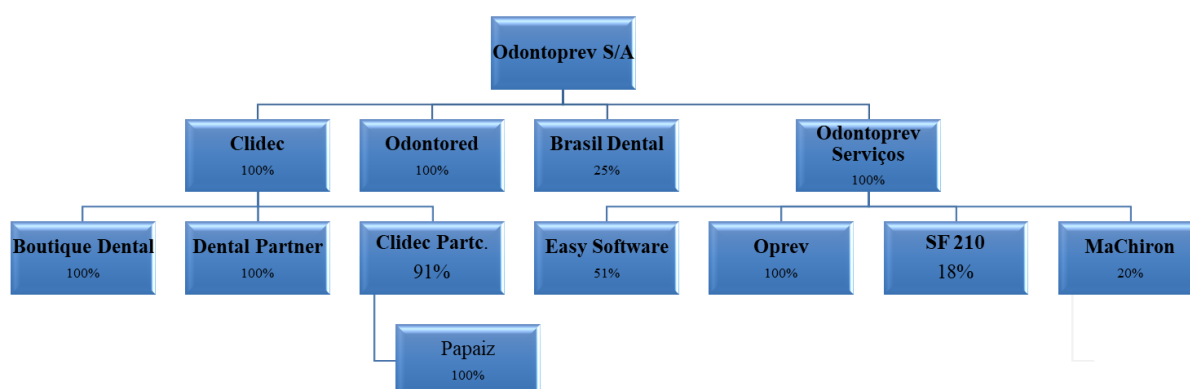 Odontoprev S/A
Clidec
100%
Odontored
100%
Brasil Dental
25%
Odontoprev
Serviços
100%
Boutique Dental
100%
Dental Partner
100%
Clidec Partc.
91%
Easy Software
51%
Oprev
100%
SF 210
18%
MaChiron
20%
Papaiz
100%